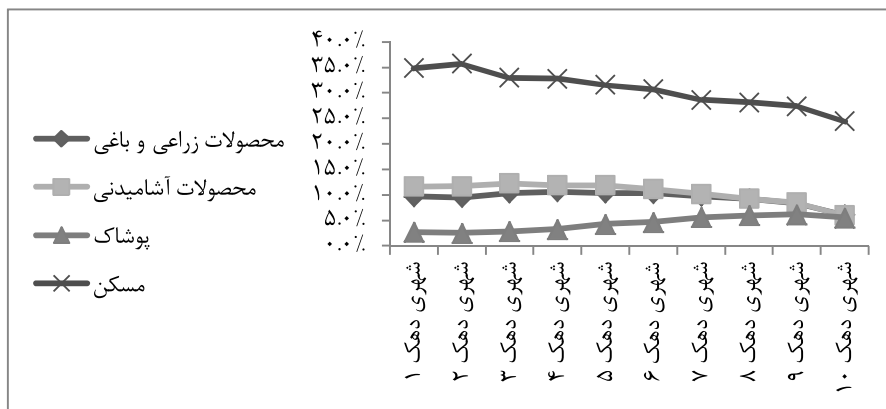 ۴۰.۰٪
۳۵.۰٪
۳۰.۰٪
۲۵.۰٪
۲۰.۰٪
۱۵.۰٪
۱۰.۰٪
۵.۰٪
۰.۰٪
محصولات زراعی و باغی
محصولات آشامیدنی
پوشاک
مسکن
شهری دهک ۱
شهری دهک ۲
شهری دهک ۳
شهری دهک ۴
شهری دهک ۵
شهری دهک ۶
شهری دهک ۷
شهری دهک ۸
شهری دهک ۹
شهری دهک ۱۰